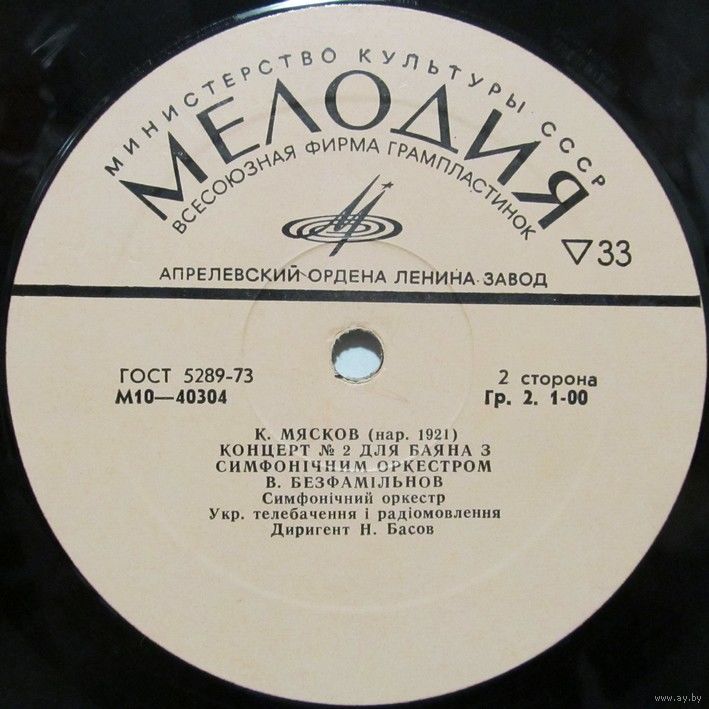 МИНИСТЕРСТВО КУЛЬТУРЫ СССР
МЕЛОДИЯ
ВСЕСОЮЗНАЯ ФИРМА ГРАМПЛАСТИНОК
▽33
АПРЕЛЕВСКИЙ ОРДЕНА ЛЕНИНА ЗАВОД
ГОСТ 5289-73
М10—40304
2 сторона
Гр. 2. 1-00
К. МЯСКОВ (нар. 1921)
КОНЦЕРТ № 2 ДЛЯ БАЯНА З
СИМФОНІЧНИМ ОРКЕСТРОМ
В. БЕЗФАМІЛЬНОВ
Симфонічний оркестр
Укр. телебачення і радіомовлення
Диригент Н. Басов
www.ay.by